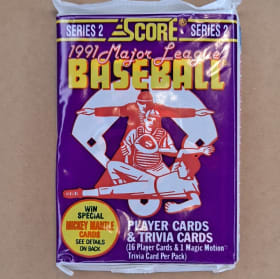 SERIES 2 SCORE SERIES 2
1991 Major League
BASEBALL
WIN
SPECIAL
MICKEY MANTLE
CARDS
SEE DETAILS
ON BACK
PLAYER CARDS
& TRIVIA CARDS
(16 Player Cards & 1 Magic Motion
Trivia Card Per Pack)